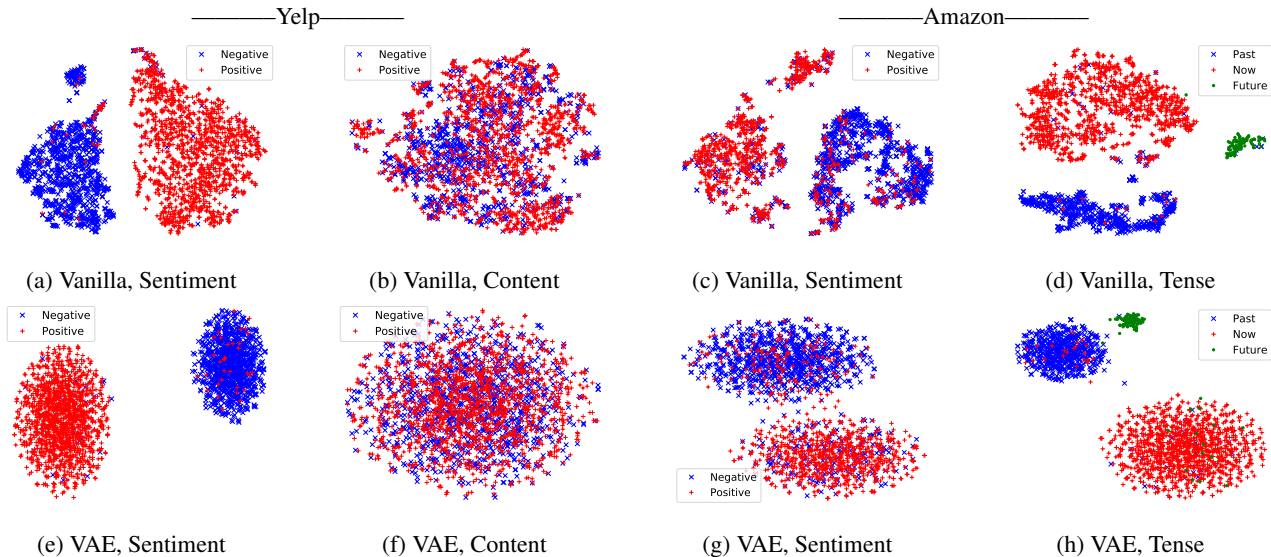 ————Yelp————
————Amazon————
Negative
Positive
Negative
Positive
Negative
Positive
Past
Now
Future
(a) Vanilla, Sentiment
(b) Vanilla, Content
(c) Vanilla, Sentiment
(d) Vanilla, Tense
Negative
Positive
Negative
Positive
Negative
Positive
Past
Now
Future
(e) VAE, Sentiment
(f) VAE, Content
(g) VAE, Sentiment
(h) VAE, Tense